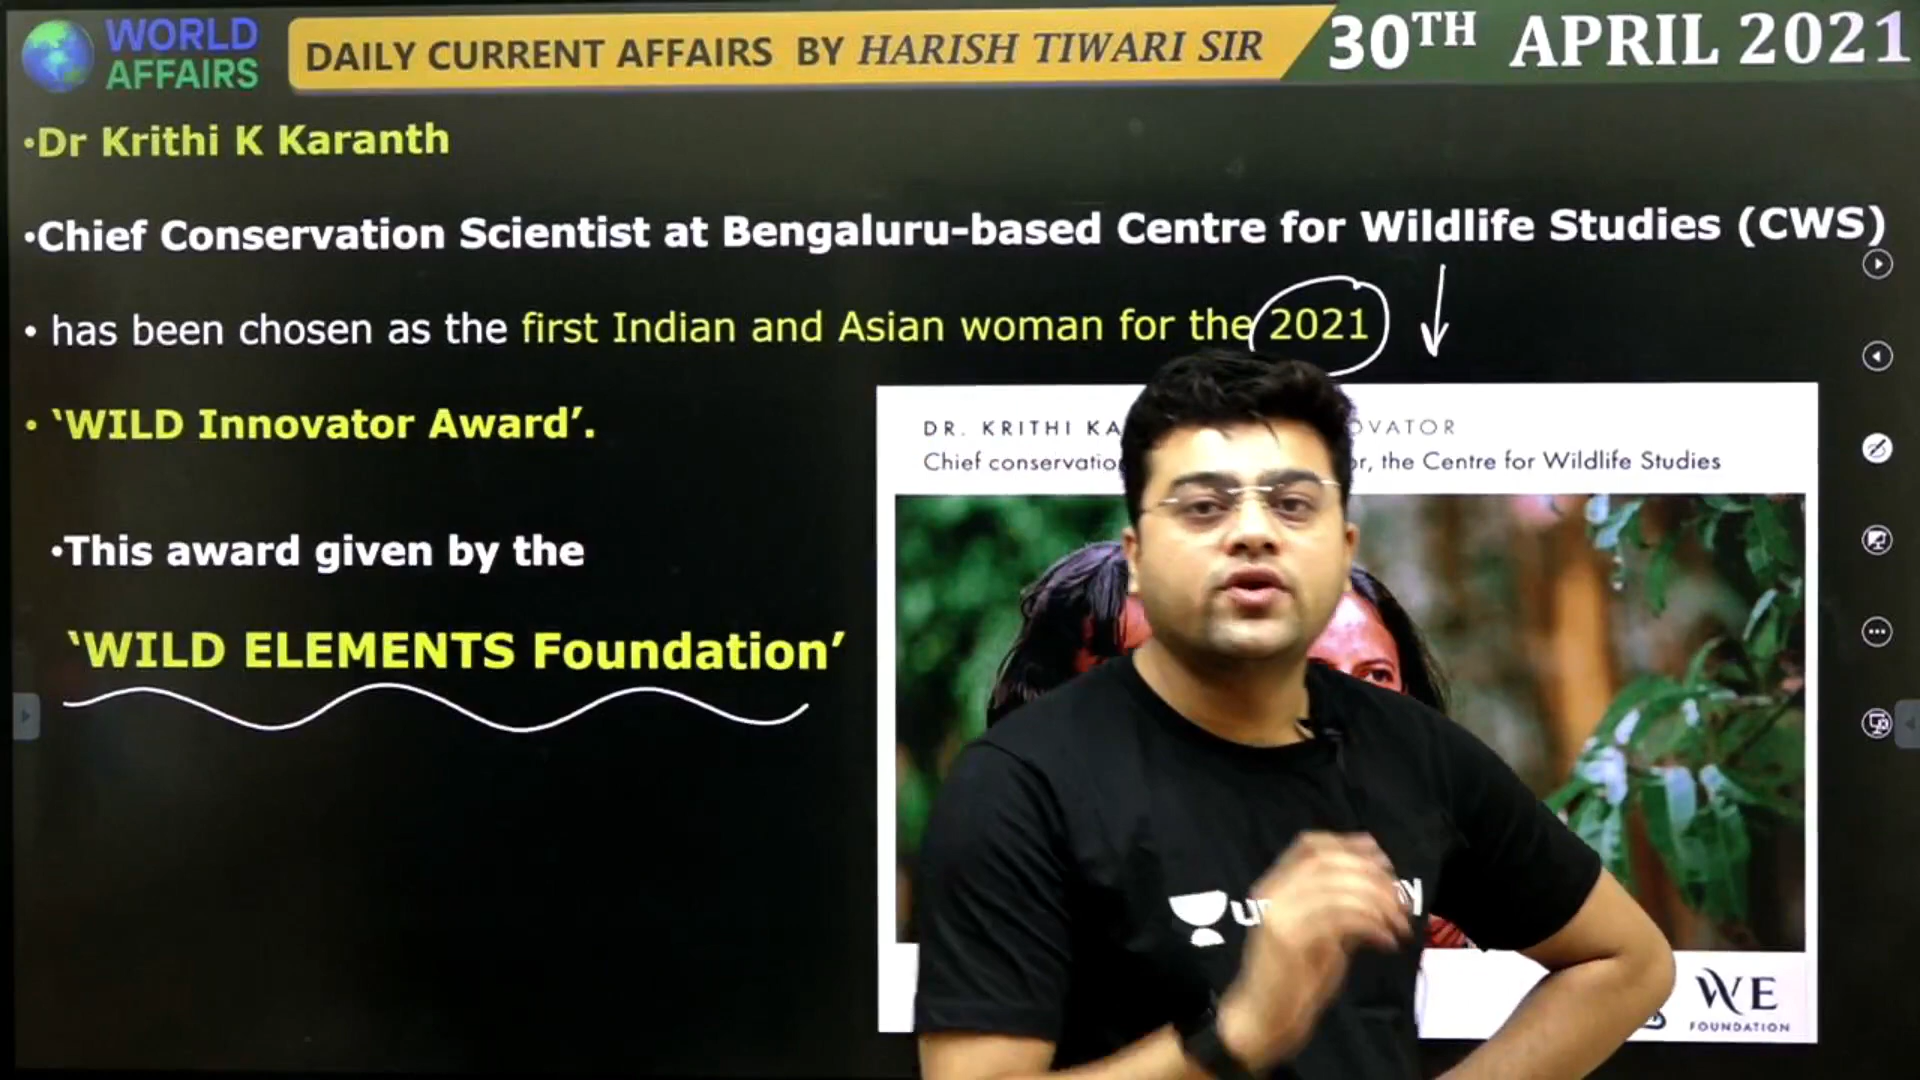 WORLD
AFFAIRS
DAILY CURRENT AFFAIRS BY HARISH TIWARI SIR
30TH APRIL 2021
•Dr Krithi K Karanth
•Chief Conservation Scientist at Bengaluru-based Centre for Wildlife Studies (CWS)
• has been chosen as the first Indian and Asian woman for the 2021
• ‘WILD Innovator Award’.
•This award given by the
‘WILD ELEMENTS Foundation’
DR. KRITHI
Chief the Centre for Wildlife Studies
WE
FOUNDATION